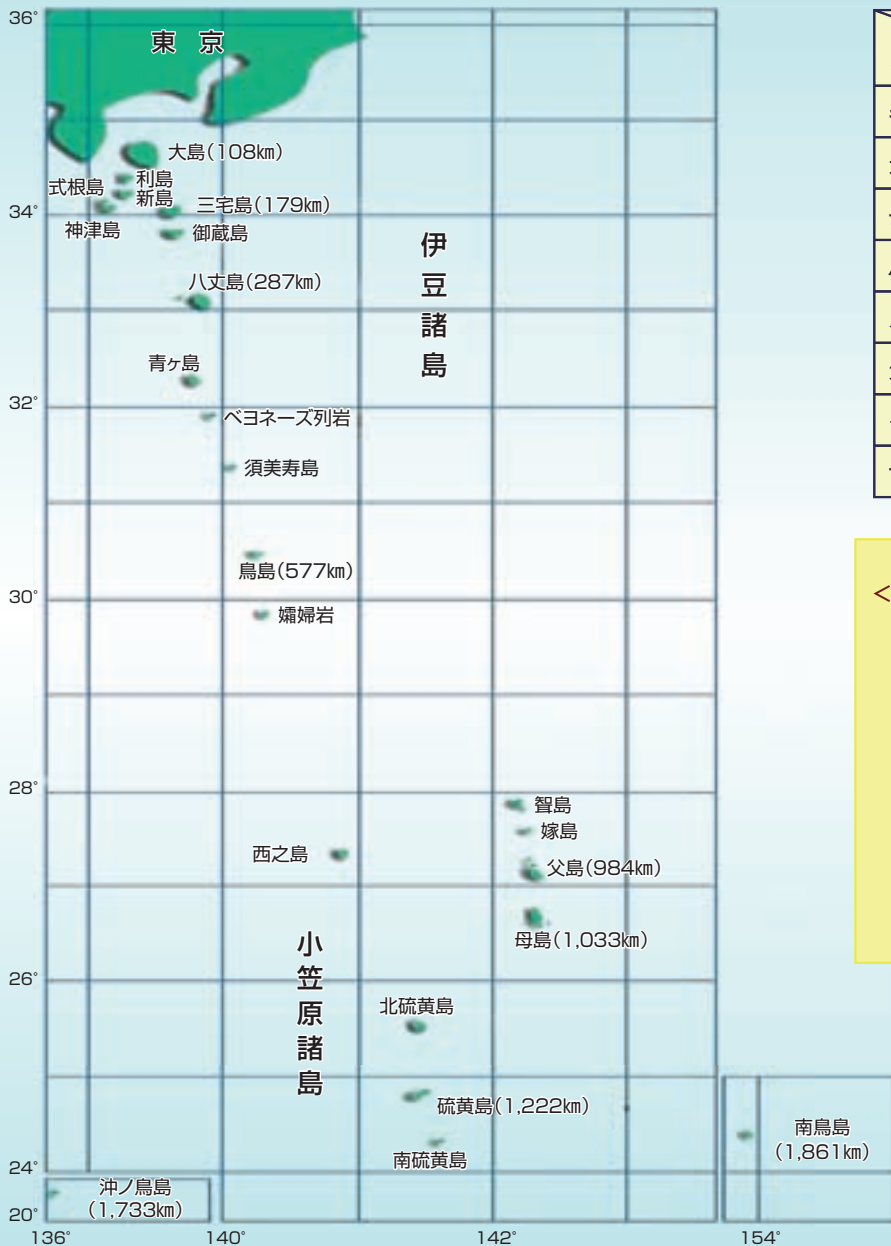 36°
東 京
大島(108km)
利島
式根島
新島
三宅島(179km)
34°
神津島
御蔵島
伊豆諸島
八丈島(287km)
青ヶ島
32°
ベヨネーズ列岩
須美寿島
鳥島(577km)
30°
<
孀婦岩
28°
聟島
嫁島
西之島
父島(984km)
母島(1,033km)
小笠原諸島
26°
北硫黄島
硫黄島(1,222km)
南鳥島
(1,861km)
南硫黄島
24°
沖ノ鳥島
(1,733km)
20°
136°
140°
142°
154°